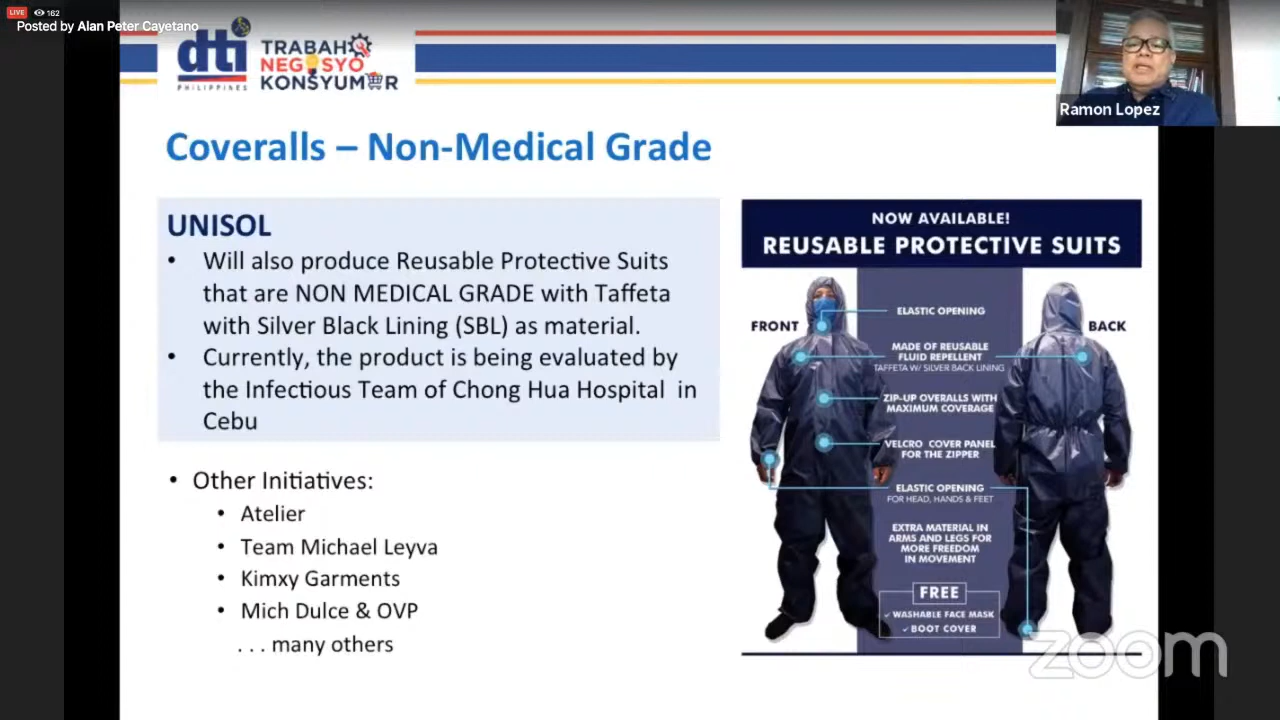 LIVE 162
Posted by Alan Peter Cayetano
dti
PHILIPPINES
TRABAHO
NEGOSYO
KONSYUMER
Ramon Lopez
Coveralls – Non-Medical Grade
UNISOL
• Will also produce Reusable Protective Suits
that are NON MEDICAL GRADE with Taffeta
with Silver Black Lining (SBL) as material.
• Currently, the product is being evaluated by
the Infectious Team of Chong Hua Hospital in
Cebu
• Other Initiatives:
• Atelier
• Team Michael Leyva
• Kimxy Garments
• Mich Dulce & OVP
. . . many others
NOW AVAILABLE!
REUSABLE PROTECTIVE SUITS
FRONT
BACK
ELASTIC OPENING
MADE OF REUSABLE
FLUID REPELLENT
TAFFETA W/ SILVER BACK LINING
ZIP-UP OVERALLS WITH
MAXIMUM COVERAGE
VELCRO COVER PANEL
FOR THE ZIPPER
ELASTIC OPENING
FOR HEAD, HANDS & FEET
EXTRA MATERIAL IN
ARMS AND LEGS FOR
MORE FREEDOM
IN MOVEMENT
FREE
✓ WASHABLE FACE MASK
✓ BOOT COVER
zoom